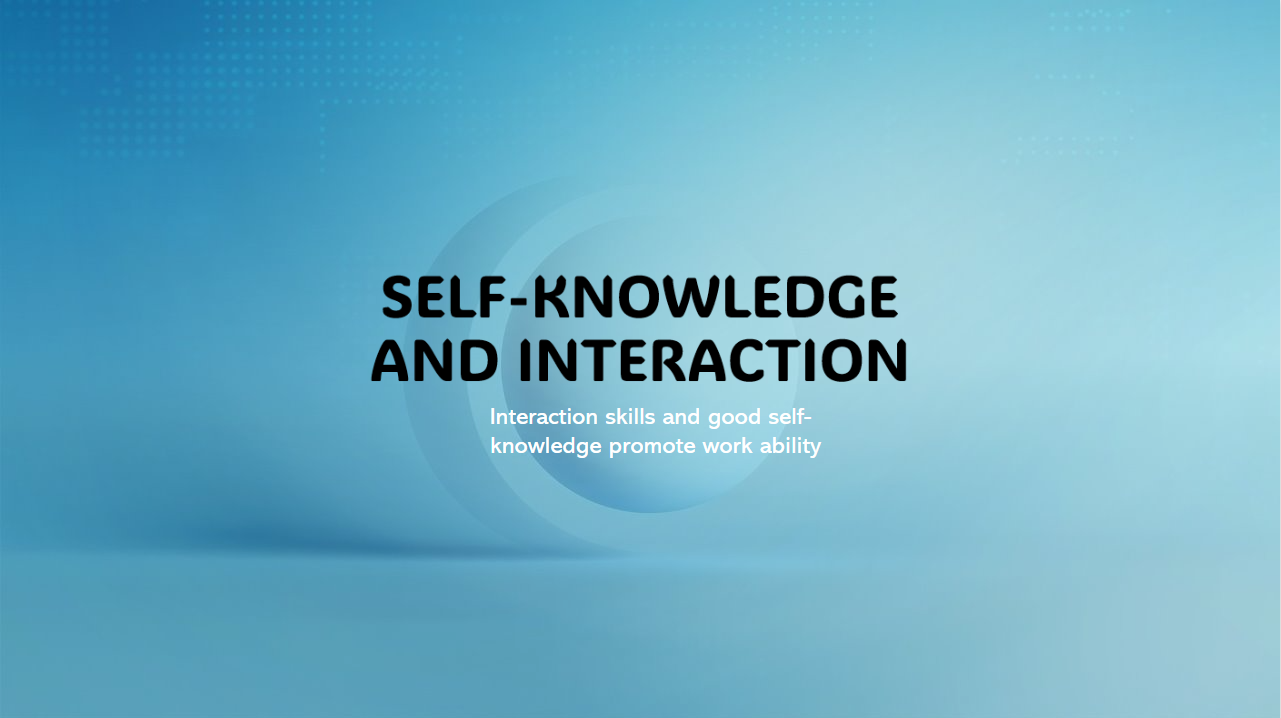 SELF-KNOWLEDGE
AND INTERACTION
Interaction skills and good self-
knowledge promote work ability